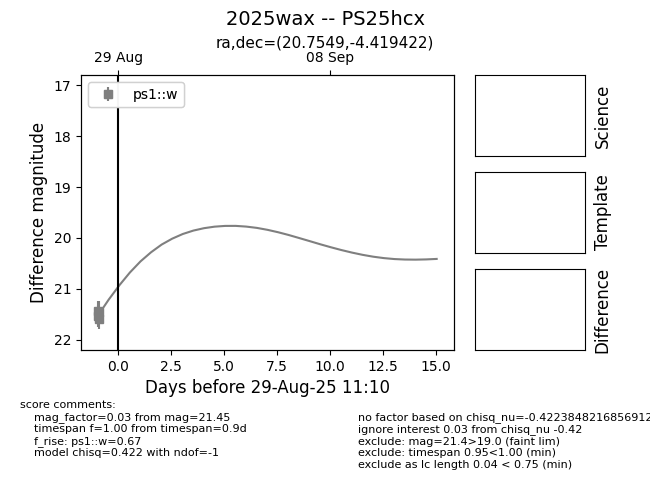 2025wax -- PS25hcx
ra,dec=(20.7549,-4.419422)
29 Aug
08 Sep
17
18
19
20
21
22
Difference magnitude
ps1::w
0.0
2.5
5.0
7.5
10.0
12.5
15.0
Days before 29-Aug-25 11:10
Science
Template
Difference
score comments:
mag_factor=0.03 from mag=21.45
timespan f=1.00 from timespan=0.9d
f_rise: ps1::w=0.67
model chisq=0.422 with ndof=-1
no factor based on chisq_nu=-0.4223848216856912
ignore interest 0.03 from chisq_nu -0.42
exclude: mag=21.4>19.0 (faint lim)
exclude: timespan 0.95<1.00 (min)
exclude as lc length 0.04 < 0.75 (min)